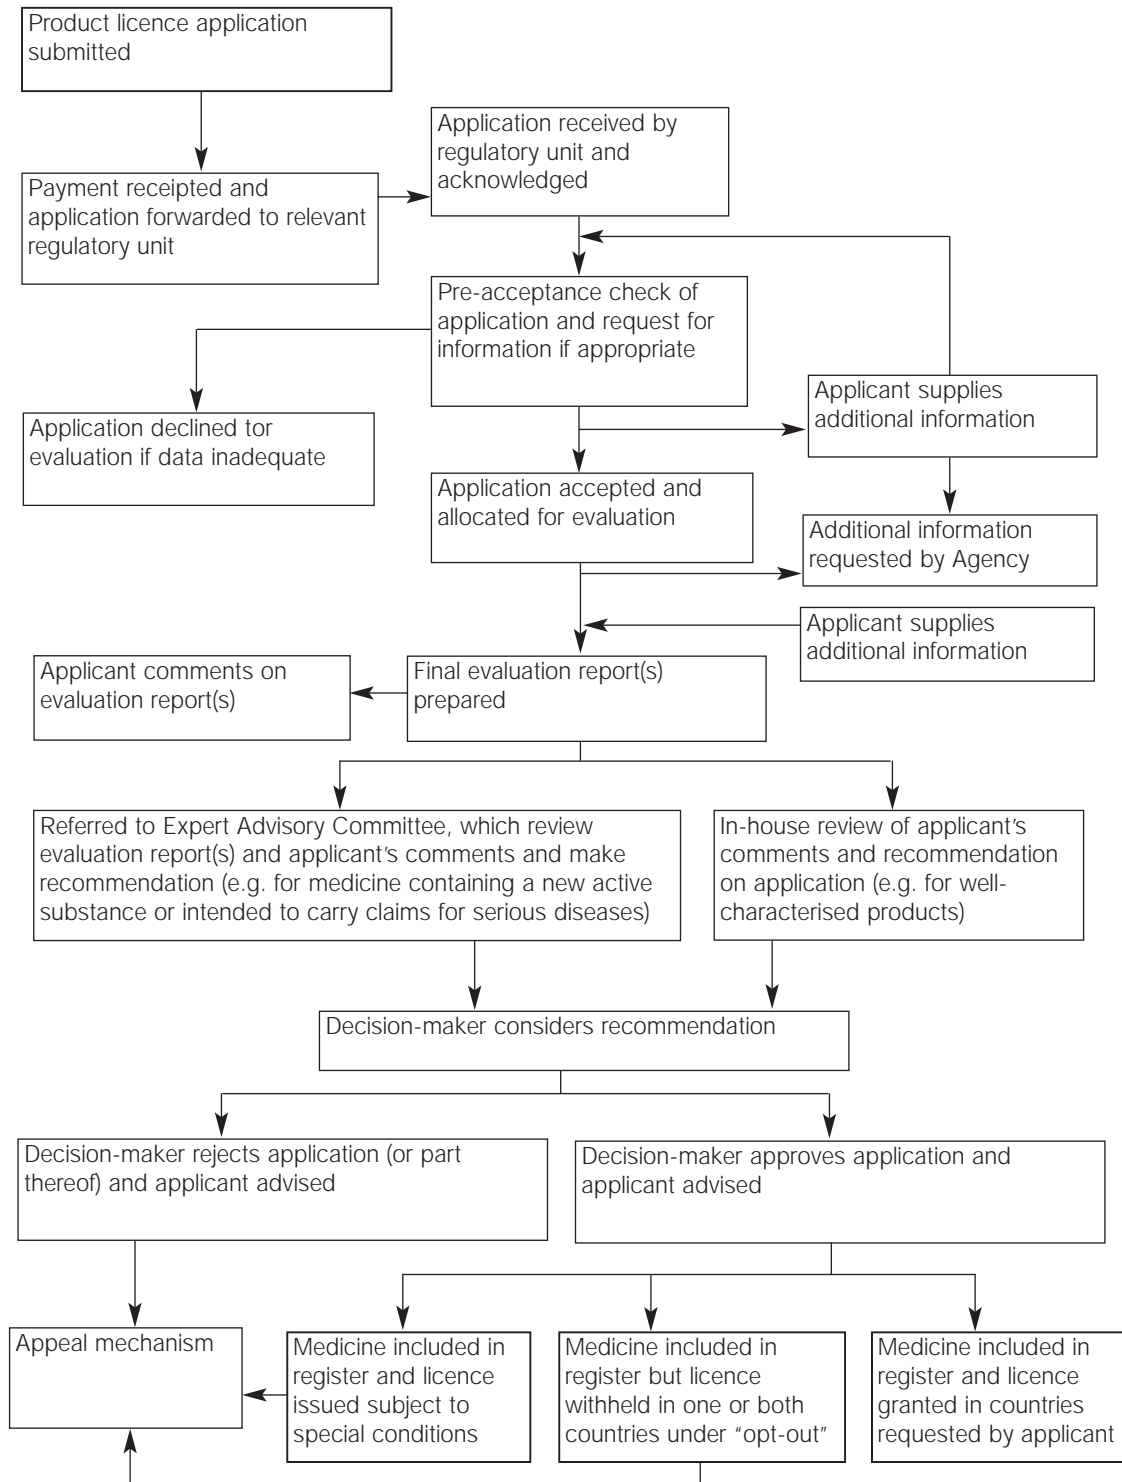 Product licence application
submitted
Application received by
regulatory unit and
acknowledged
Payment receipted and
application forwarded to relevant
regulatory unit
Pre-acceptance check of
application and request for
information if appropriate
Applicant supplies
additional information
Application declined tor
evaluation if data inadequate
Application accepted and
allocated for evaluation
Additional information
requested by Agency
Applicant supplies
additional information
Applicant comments on
evaluation report(s)
Final evaluation report(s)
prepared
Referred to Expert Advisory Committee, which review
evaluation report(s) and applicant's comments and make
recommendation (e.g. for medicine containing a new active
substance or intended to carry claims for serious diseases)
In-house review of applicant's
comments and recommendation
on application (e.g. for well-
characterised products)
Decision-maker considers recommendation
Decision-maker rejects application (or part
thereof) and applicant advised
Decision-maker approves application and
applicant advised
Appeal mechanism
Medicine included in
register and licence
issued subject to
special conditions
Medicine included in
register but licence
withheld in one or both
countries under "opt-out"
Medicine included in
register and licence
granted in countries
requested by applicant